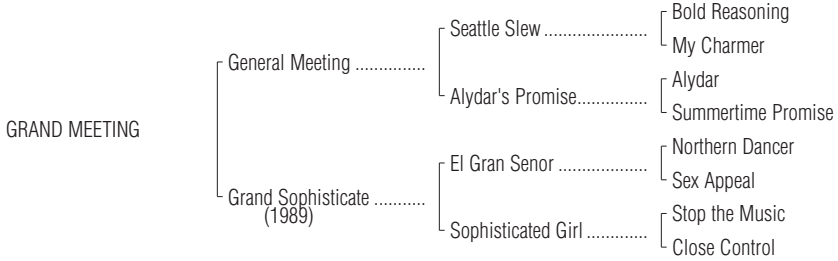 Bold Reasoning
Seattle Slew ......................
My Charmer
General Meeting ...............
Alydar
Alydar's Promise...............
Summertime Promise
GRAND MEETING
Northern Dancer
El Gran Senor ...................
Sex Appeal
Grand Sophisticate ...........
(1989)
Stop the Music
Sophisticated Girl .............
Close Control